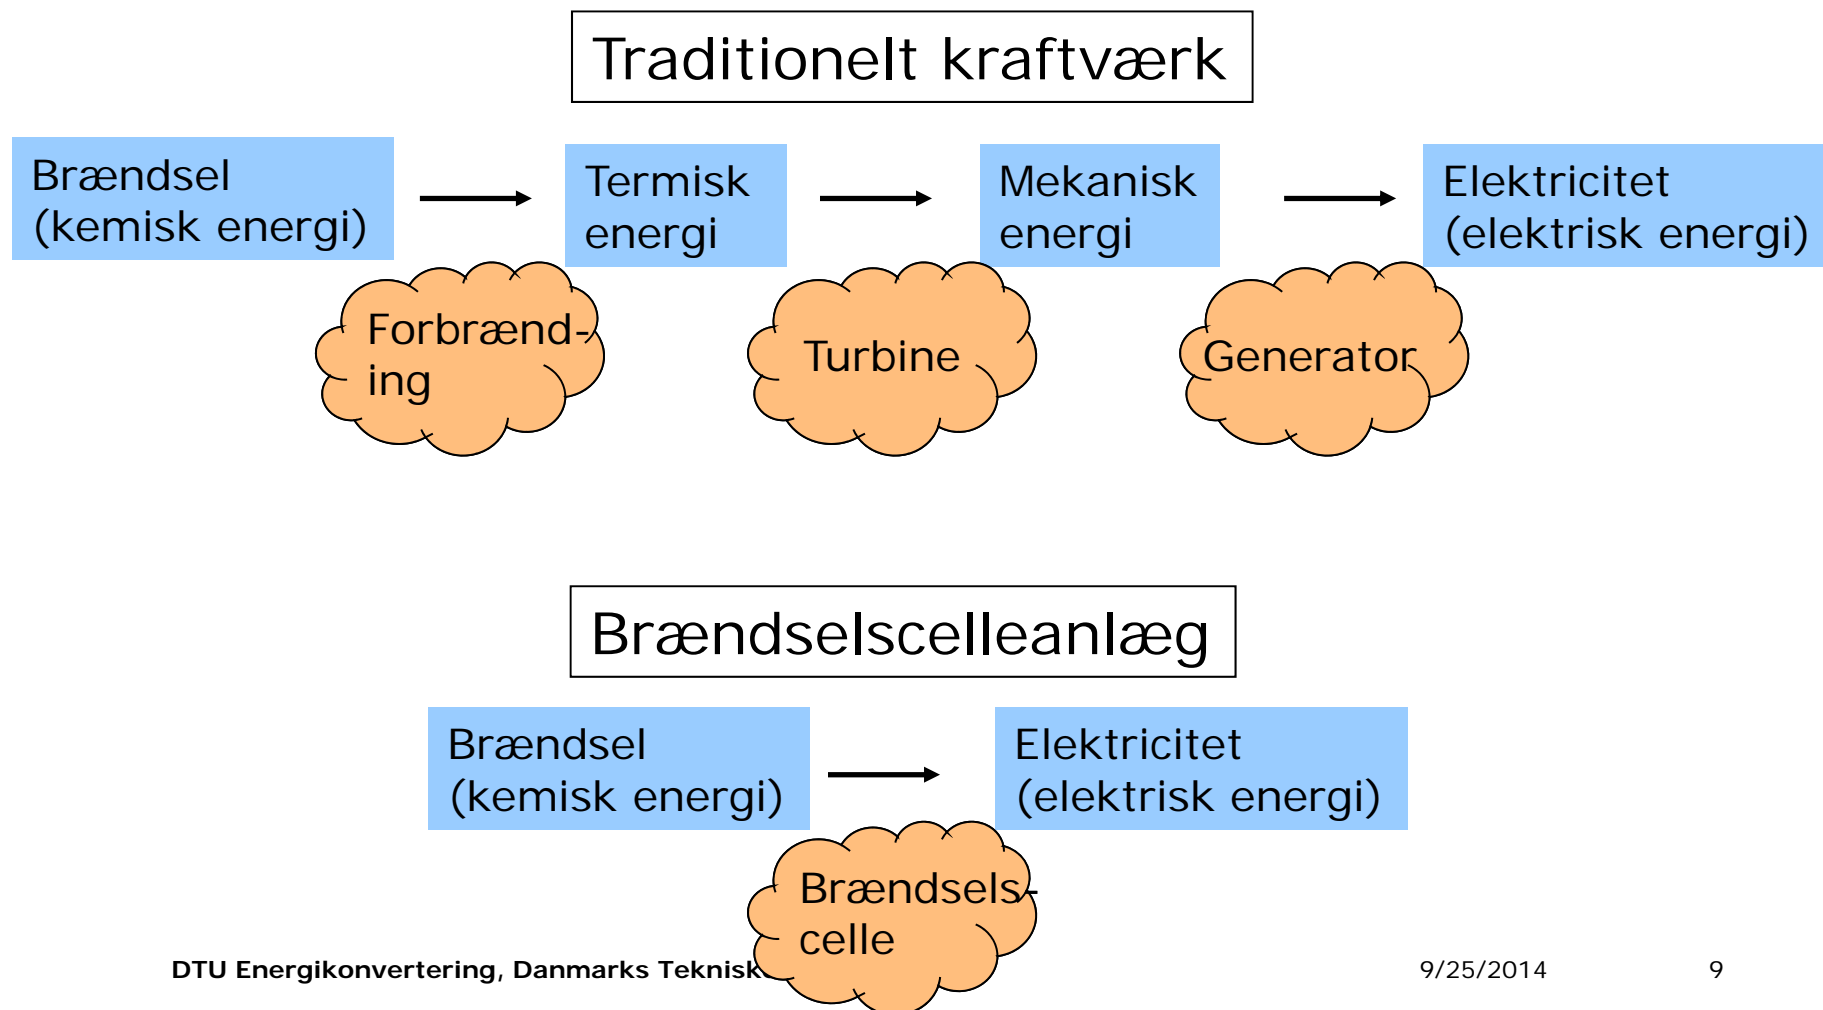 Traditionelt kraftværk
Brændsel
(kemisk energi)
Termisk
energi
Mekanisk
energi
Elektricitet
(elektrisk energi)
Forbrænd-
ing
Turbine
Generator
Brændselscelleanlæg
Brændsel
(kemisk energi)
Elektricitet
(elektrisk energi)
Brændsels-
celle
DTU Energikonvertering, Danmarks Teknisk
9/25/2014
9